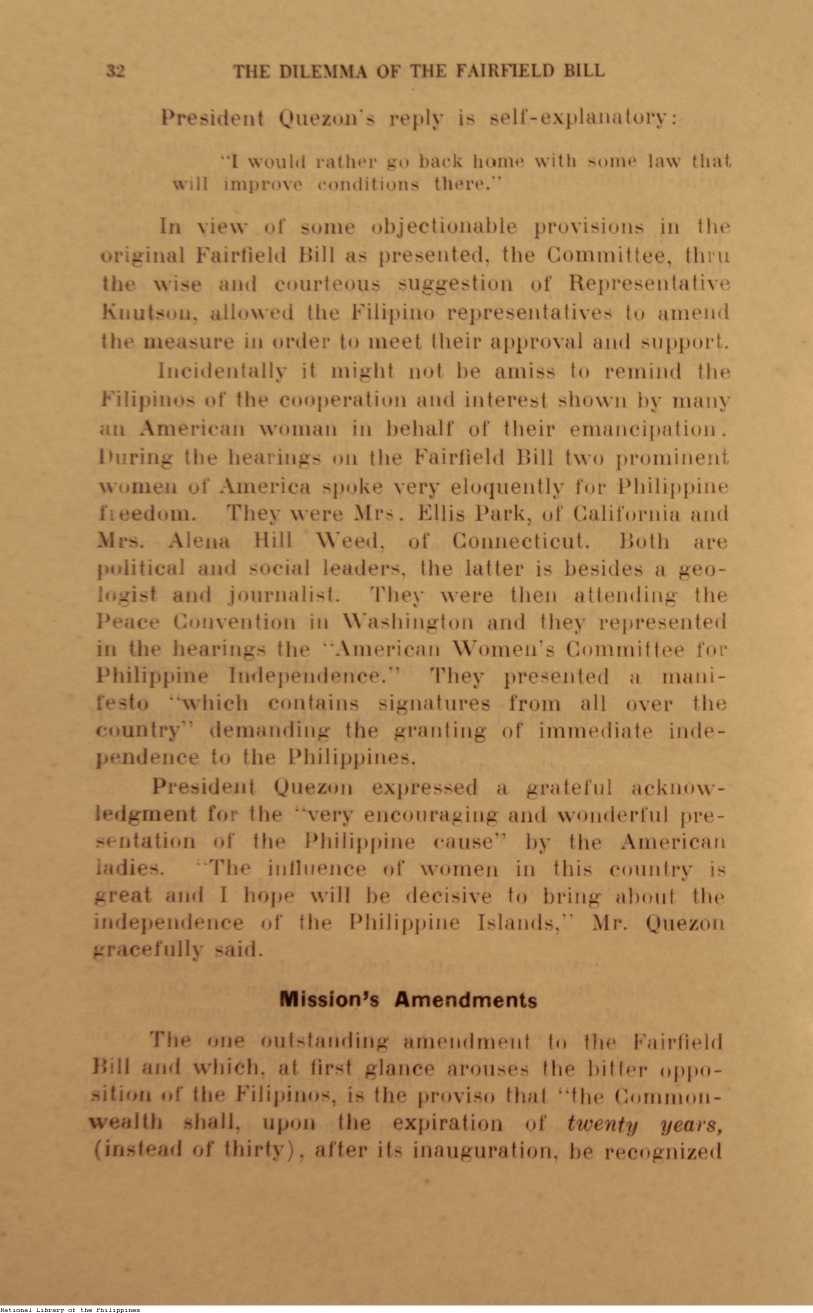 32 THE DILEMMA OF THE FAIRFIELD BILL
President Quezon's reply is self-explanatory:
"I would rather go back home with some law that
will improve conditions there."
In view of some objectionable provisions in the
original Fairfield Bill as presented, the Committee, thru
the wise and courteous suggestion of Representative
Knutson, allowed the Filipino representatives to amend
the measure in order to meet their approval and support.
Incidentally it might not be amiss to remind the
Filipinos of the cooperation and interest shown by many
an American woman in behalf of their emancipation.
During the hearings on the Fairfield Bill two prominent
women of America spoke very eloquently for Philippine
freedom. They were Mrs. Ellis Park, of California and
Mrs. Alena Hill Weed, of Connecticut. Both are
political and social leaders, the latter is besides a geo-
logist and journalist. They were then attending the
Peace Convention in Washington and they represented
in the hearings the "American Women's Committee for
Philippine Independence." They presented a mani-
festo "which contains signatures from all over the
country" demanding the granting of immediate inde-
pendence to the Philippines.
President Quezon expressed a grateful acknow-
ledgment for the "very encouraging and wonderful pre-
sentation of the Philippine cause" by the American
ladies. "The influence of women in this country is
great and I hope will be decisive to bring about the
independence of the Philippine Islands," Mr. Quezon
gracefully said.
Mission's Amendments
The one outstanding amendment to the Fairfield
Bill and which, at first glance arouses the bitter oppo-
sition of the Filipinos, is the proviso that "the Common-
wealth shall, upon the expiration of twenty years,
(instead of thirty), after its inauguration, be recognized
National Library of the Philippines